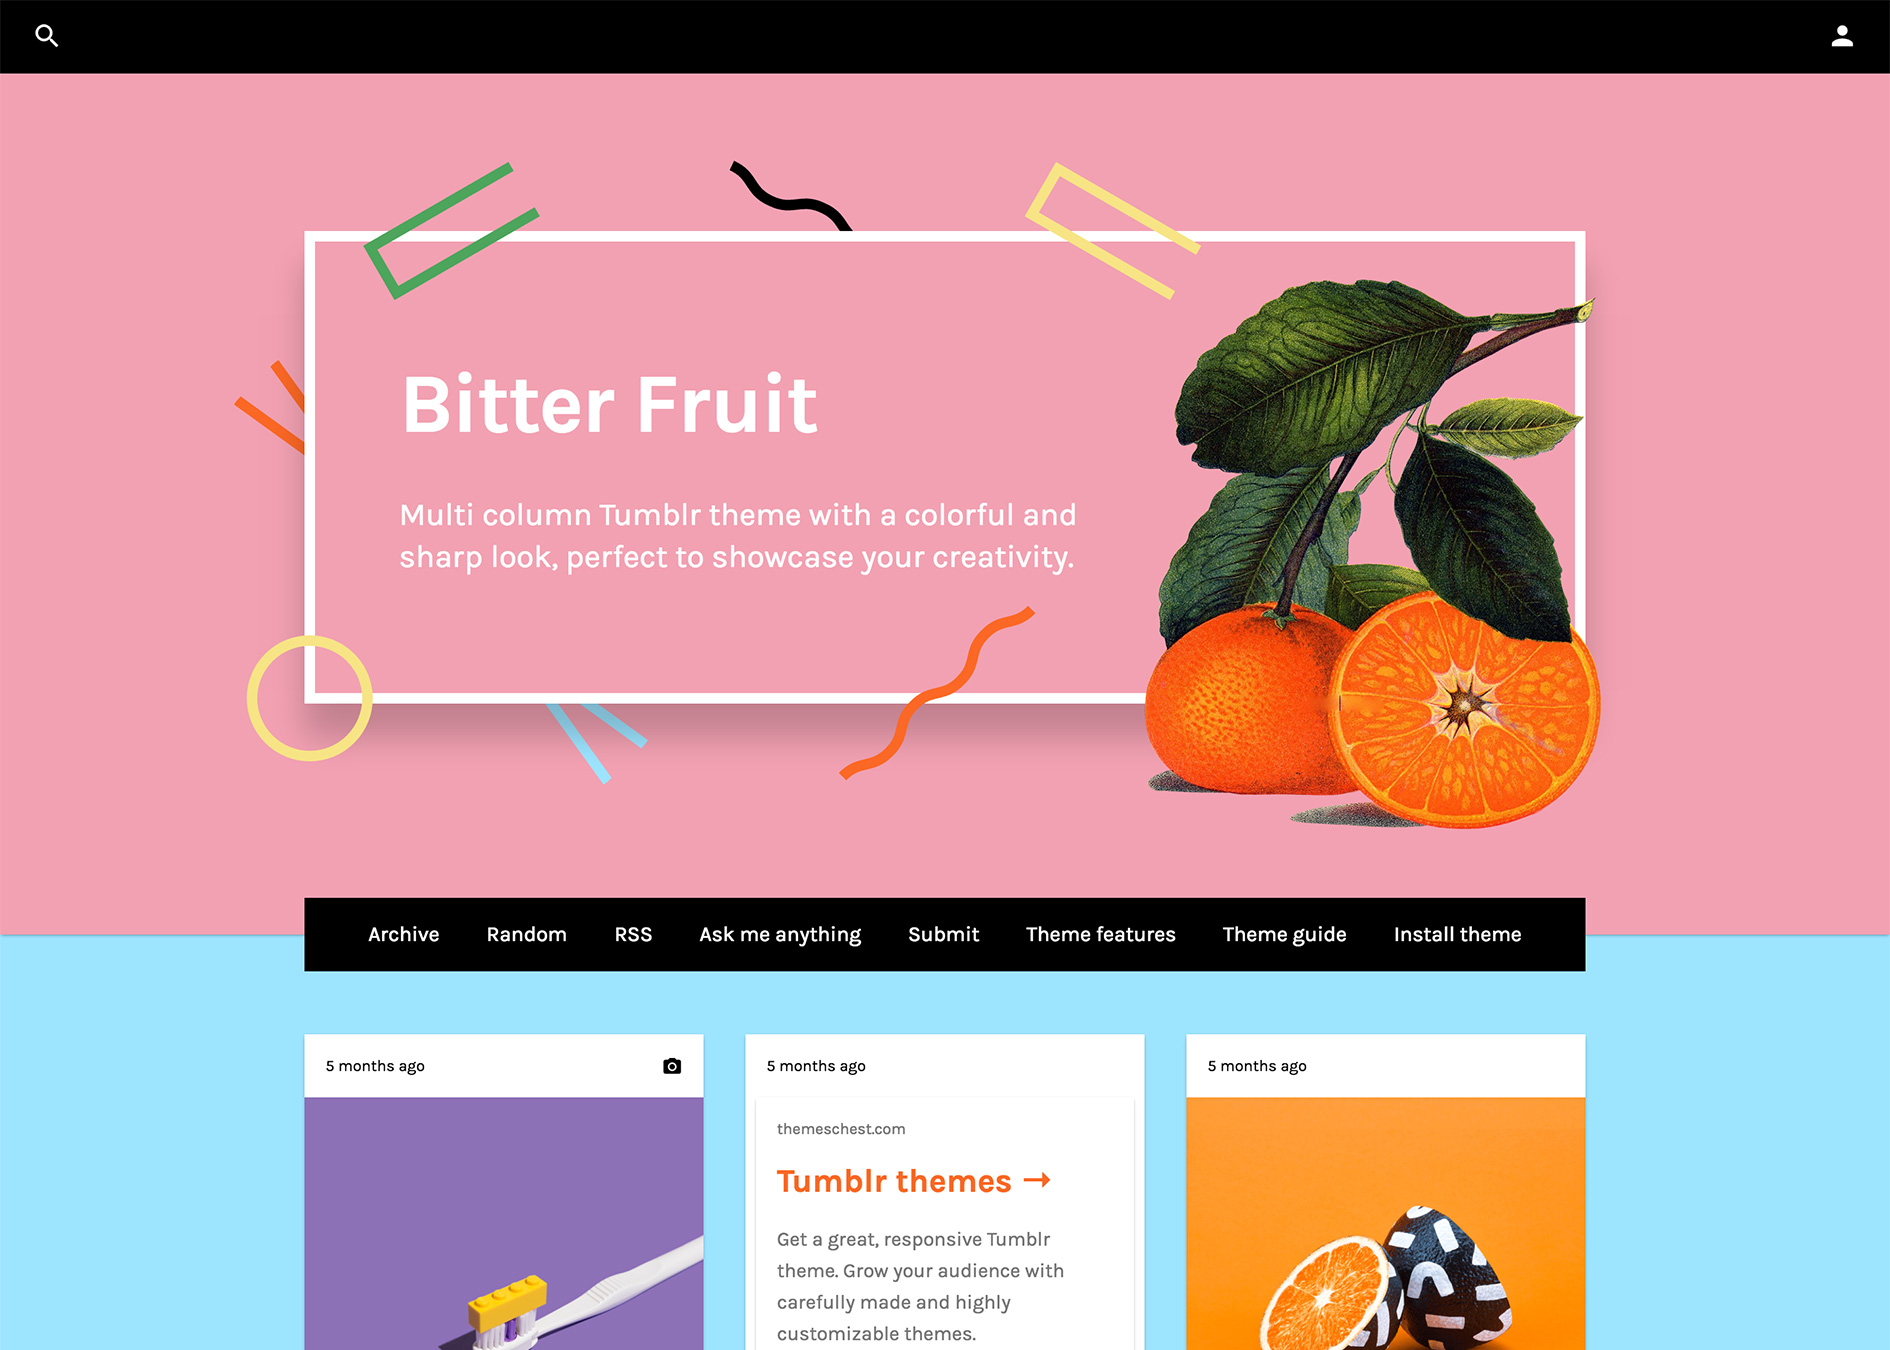 Bitter Fruit
Multi column Tumblr theme with a colorful and
sharp look, perfect to showcase your creativity.
Archive Random RSS Ask me anything Submit Theme features Theme guide Install theme
5 months ago
5 months ago
themeschest.com
Tumblr themes →
Get a great, responsive Tumblr
theme. Grow your audience with
carefully made and highly
customizable themes.
5 months ago